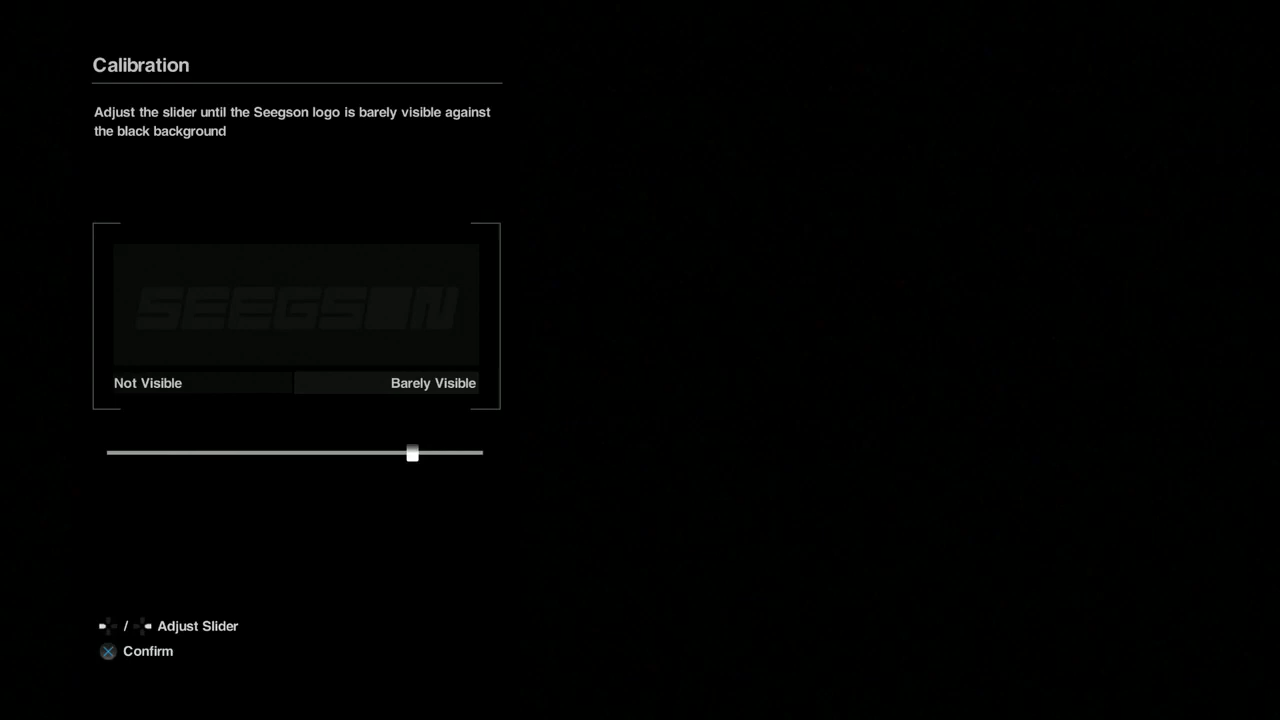 Calibration
Adjust the slider until the Seegson logo is barely visible against
the black background
SEEGSON
Not Visible
Barely Visible
/ Adjust Slider
Confirm